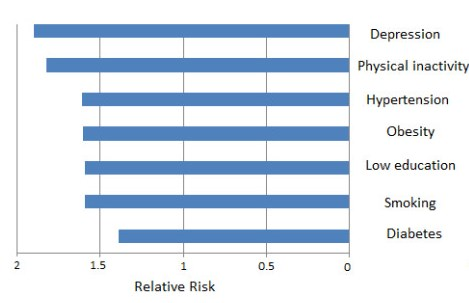 Depression
Physical inactivity
Hypertension
Obesity
Low education
Smoking
Diabetes
2 1.5 1 0.5 0
Relative Risk